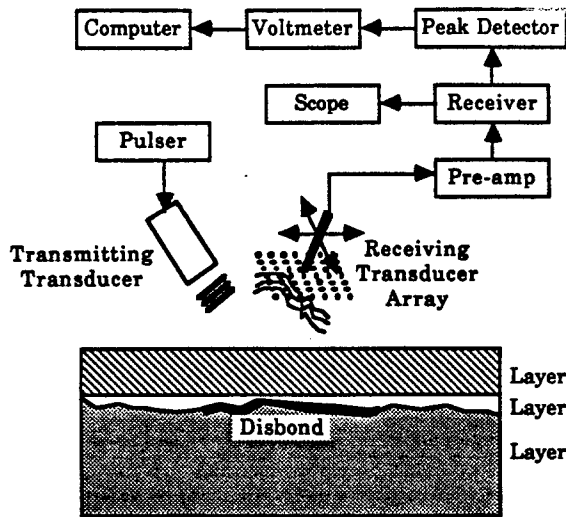 Computer
Voltmeter
Peak Detector
Scope
Receiver
Pulser
Pre-amp
Transmitting
Transducer
Receiving
Transducer
Array
Layer
Layer
Disbond
Layer